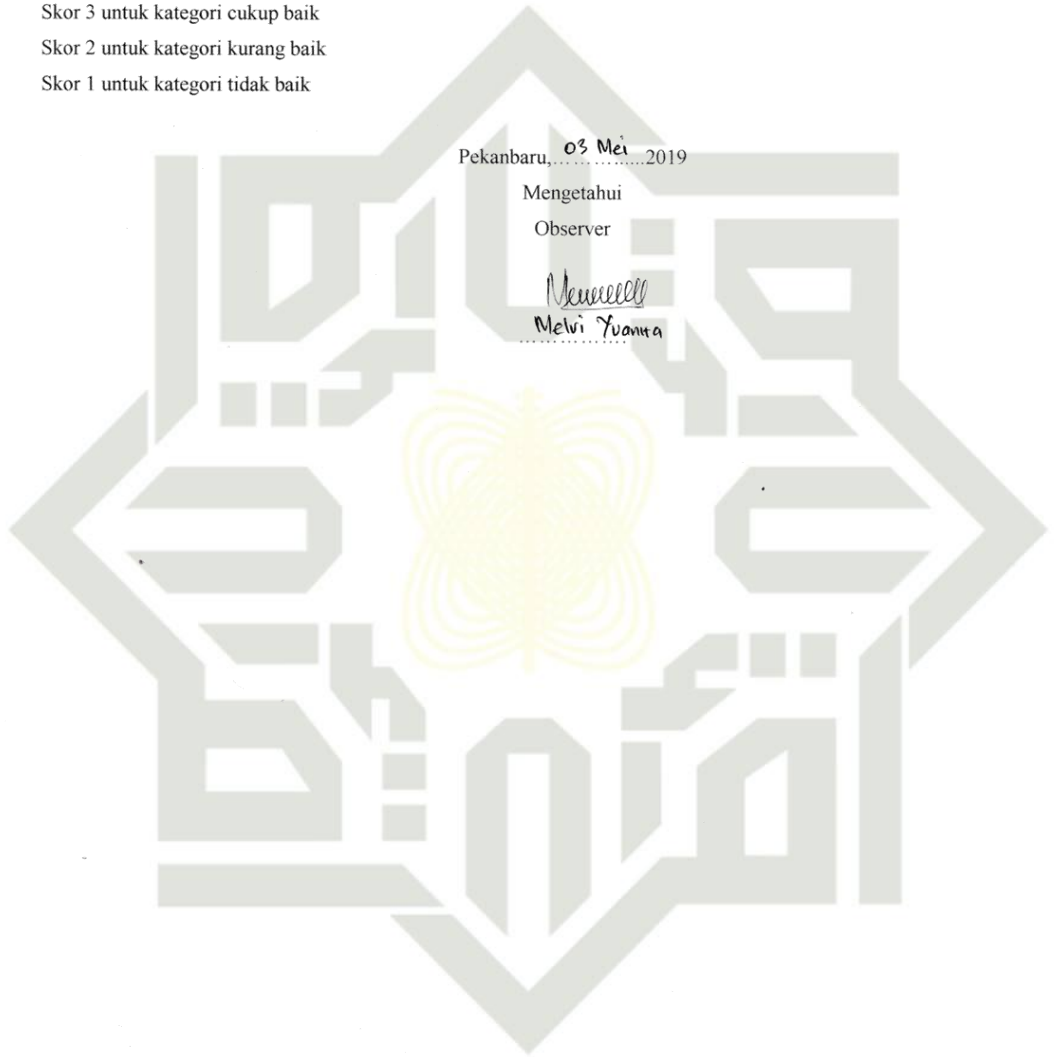 Skor 3 untuk kategori cukup baik
Skor 2 untuk kategori kurang baik
Skor 1 untuk kategori tidak baik
Pekanbaru, 03 Mei 2019
Mengetahui
Observer
Melvi Yuanita